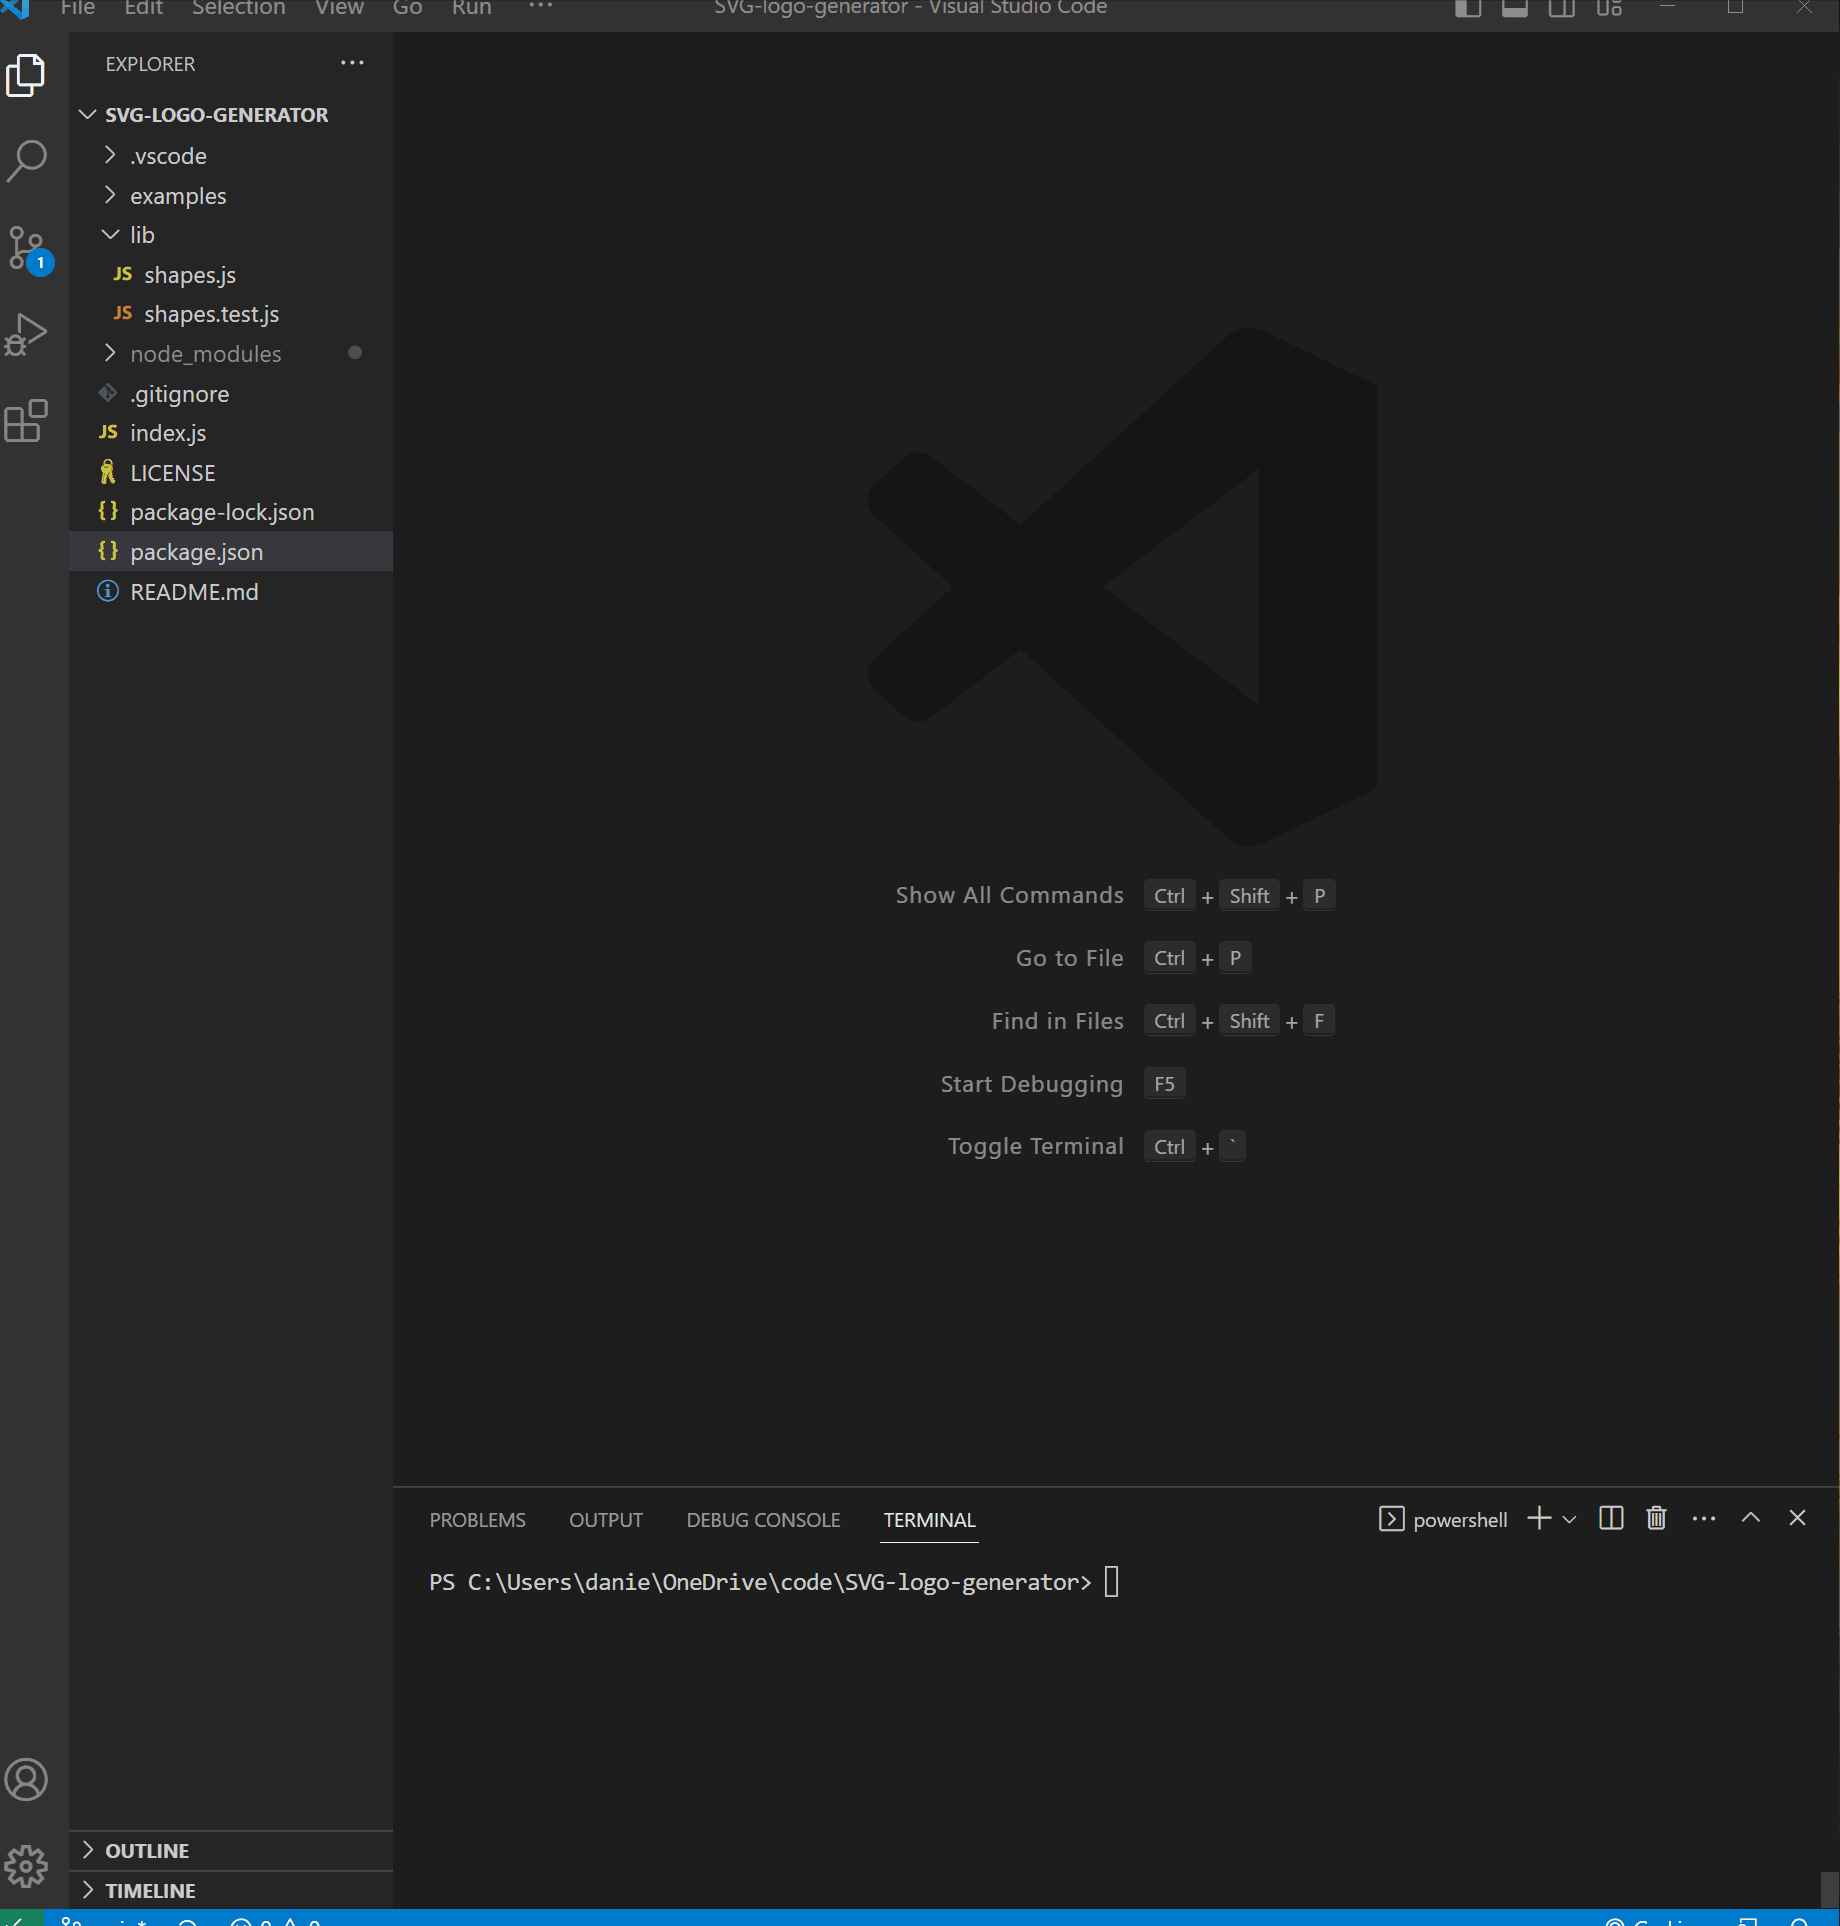 File Edit Selection View Go Run ··· SVG-logo-generator - Visual Studio Code
EXPLORER ···
SVG-LOGO-GENERATOR
.vscode
examples
lib
JS shapes.js
JS shapes.test.js
node_modules
.gitignore
JS index.js
LICENSE
{} package-lock.json
{} package.json
README.md
1
Show All Commands Ctrl + Shift + P
Go to File Ctrl + P
Find in Files Ctrl + Shift + F
Start Debugging F5
Toggle Terminal Ctrl + `
PROBLEMS OUTPUT DEBUG CONSOLE TERMINAL powershell ···
PS C:\Users\danie\OneDrive\code\SVG-logo-generator>
OUTLINE
TIMELINE